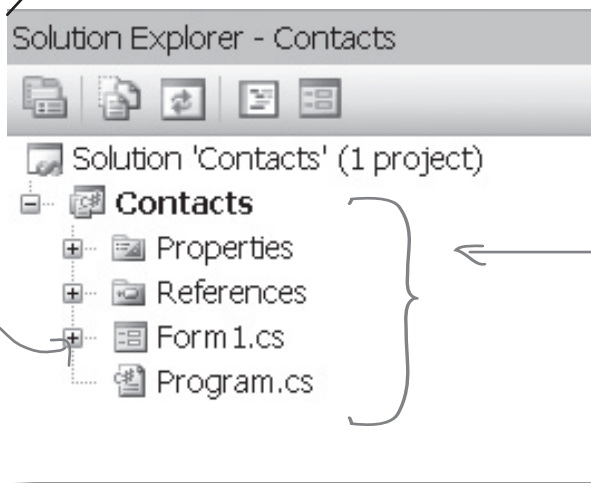 Solution Explorer - Contacts
Solution 'Contacts' (1 project)
Contacts
Properties
References
Form1.cs
Program.cs